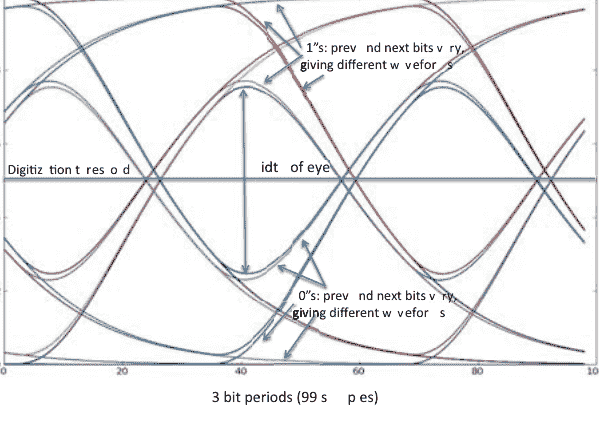 1"s: prev nd next bits v ry,
giving different w vefor s
Digitiz tion t res o d
idt of eye
0"s: prev nd next bits v ry,
giving different w vefor s
0 20 40 60 80 10
3 bit periods (99 s p es)